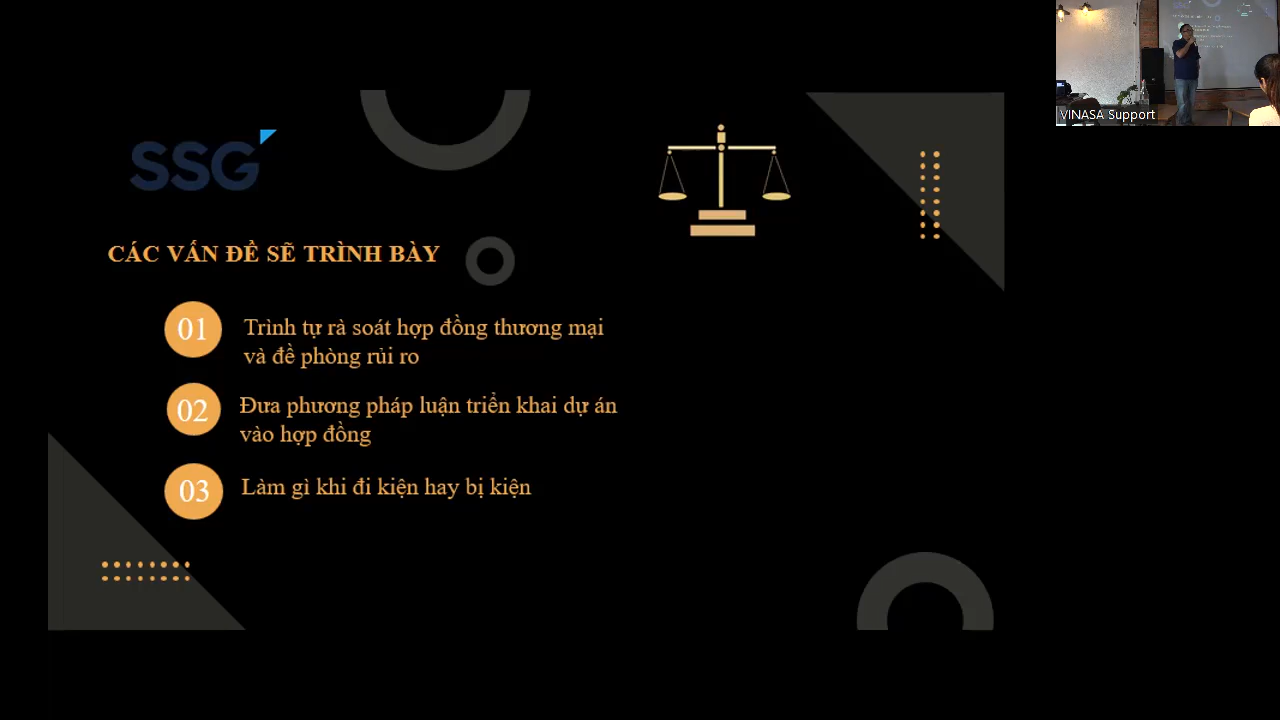 VINASA Support
SSG
CÁC VẤN ĐỀ SẼ TRÌNH BÀY
01
Trình tự rà soát hợp đồng thương mại
và đề phòng rủi ro
02
Đưa phương pháp luận triển khai dự án
vào hợp đồng
03
Làm gì khi đi kiện hay bị kiện